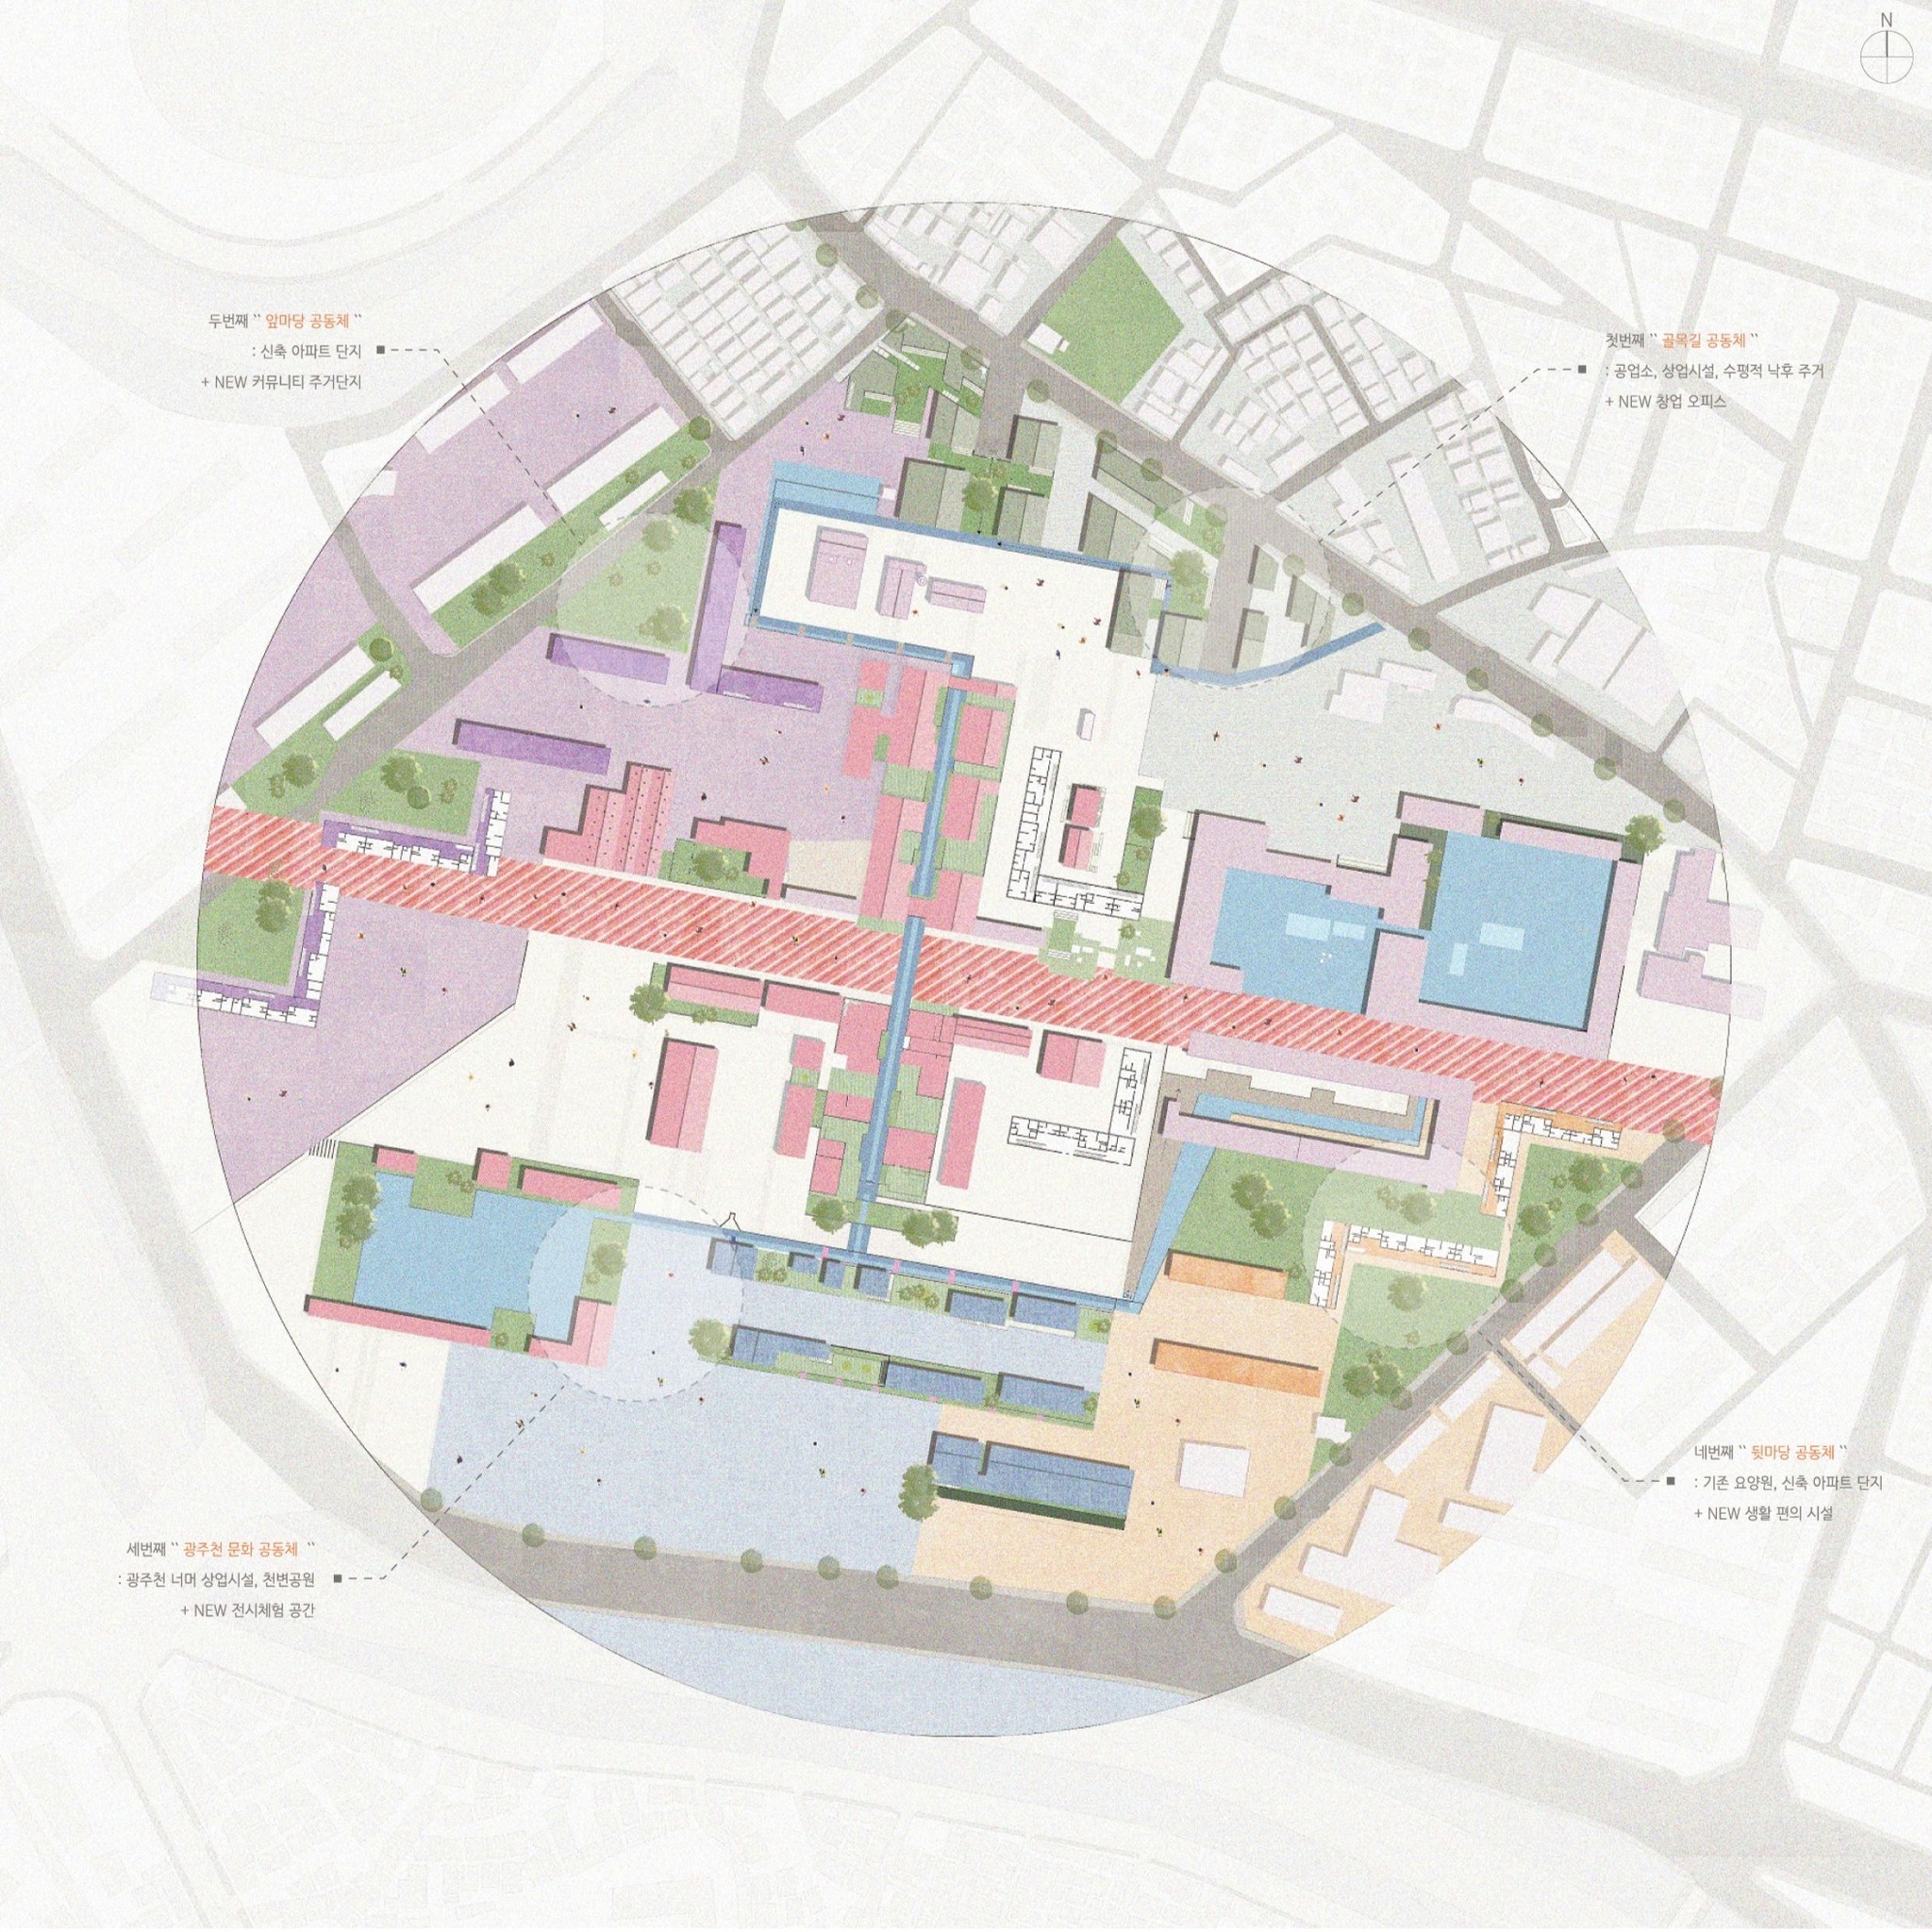 N
두번째 `` 앞마당 공동체 ``
: 신축 아파트 단지
+ NEW 커뮤니티 주거단지
첫번째 `` 골목길 공동체 ``
: 공업소, 상업시설, 수평적 낙후 주거
+ NEW 창업 오피스
네번째 `` 뒷마당 공동체 ``
: 기존 요양원, 신축 아파트 단지
+ NEW 생활 편의 시설
세번째 `` 광주천 문화 공동체 ``
: 광주천 너머 상업시설, 천변공원
+ NEW 전시체험 공간